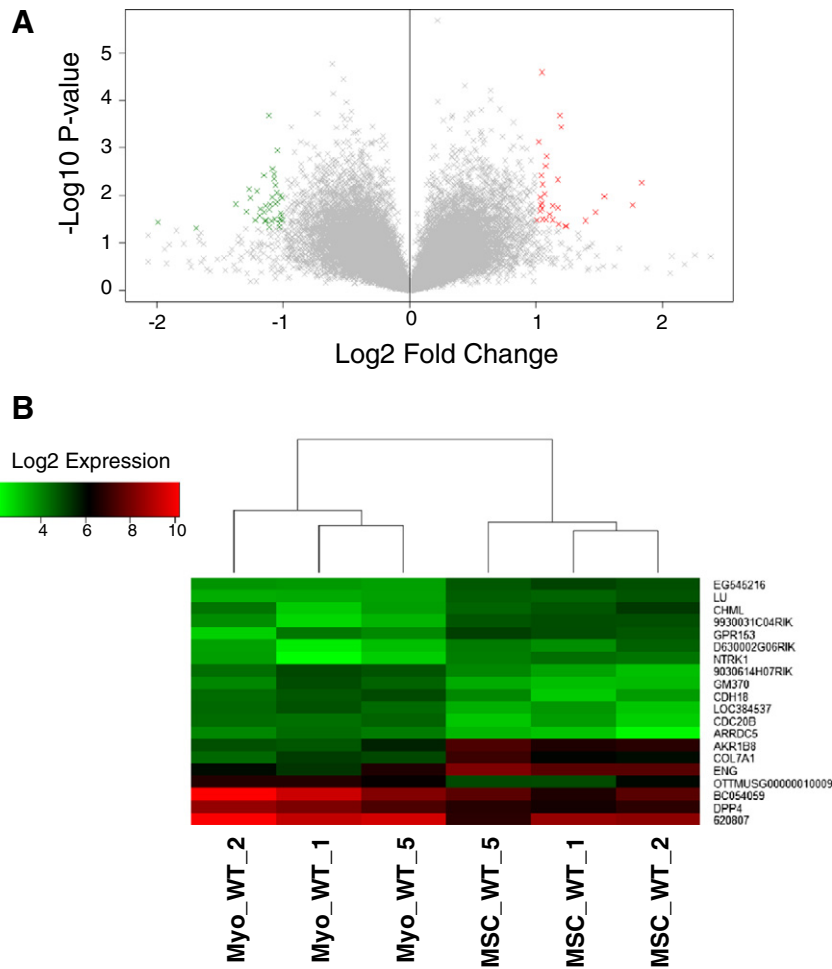 A
-Log10 P-value
5
4
3
2
1
0
-2
-1
0
1
2
Log2 Fold Change
B
Log2 Expression
4
6
8
10
EG545216
LU
CHML
9930031C04RIK
GPR153
D630002G06RIK
NTRK1
9030614H07RIK
GM370
CDH18
LOC384537
CDC20B
ARRDC5
AKR1B8
COL7A1
ENG
OTTMUSG00000010009
BC054059
DPP4
620807
Myo_WT_2
Myo_WT_1
Myo_WT_5
MSC_WT_5
MSC_WT_1
MSC_WT_2